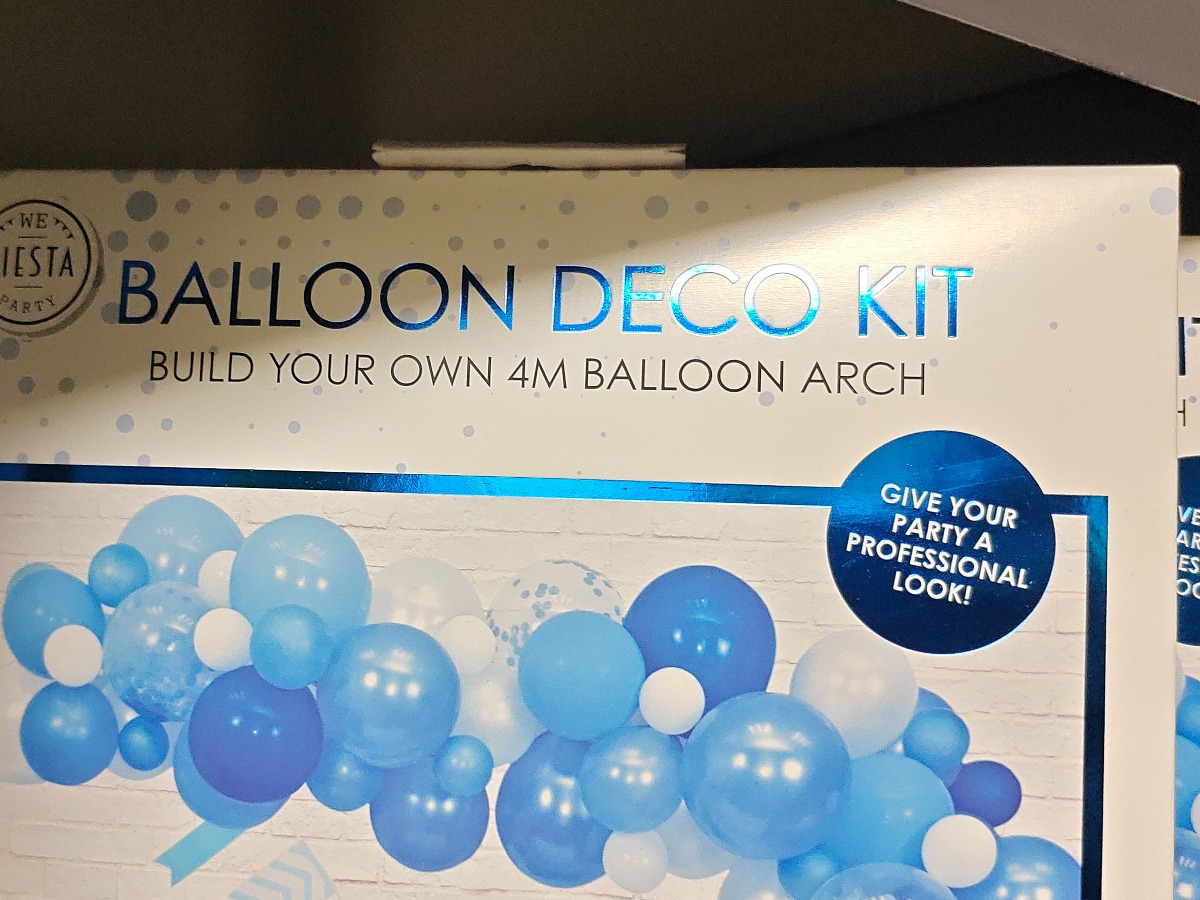 WE
IESTA
PARTY
BALLOON DECO KIT
BUILD YOUR OWN 4M BALLOON ARCH
GIVE YOUR
PARTY A
PROFESSIONAL
LOOK!